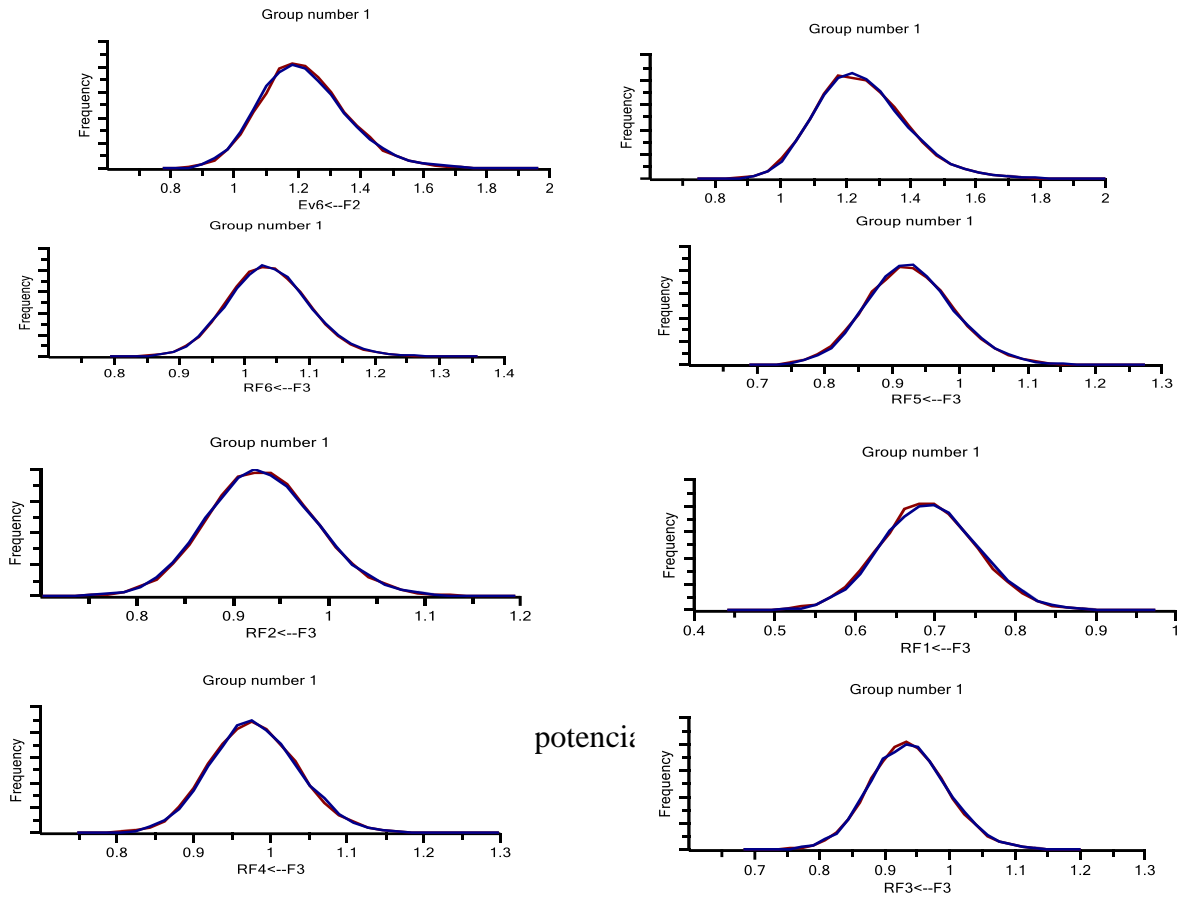 Group number 1
Frequency
0.8 1 1.2 1.4 1.6 1.8 2
Ev6<--F2
Group number 1
Frequency
0.8 1 1.2 1.4 1.6 1.8 2
Group number 1
Frequency
0.8 0.9 1 1.1 1.2 1.3 1.4
RF6<--F3
Group number 1
Frequency
0.7 0.8 0.9 1 1.1 1.2 1.3
RF5<--F3
Group number 1
Frequency
0.8 0.9 1 1.1 1.2
RF2<--F3
Group number 1
Frequency
0.4 0.5 0.6 0.7 0.8 0.9 1
RF1<--F3
Group number 1
Frequency
0.8 0.9 1 1.1 1.2 1.3
RF4<--F3
Group number 1
Frequency
0.7 0.8 0.9 1 1.1 1.2 1.3
RF3<--F3